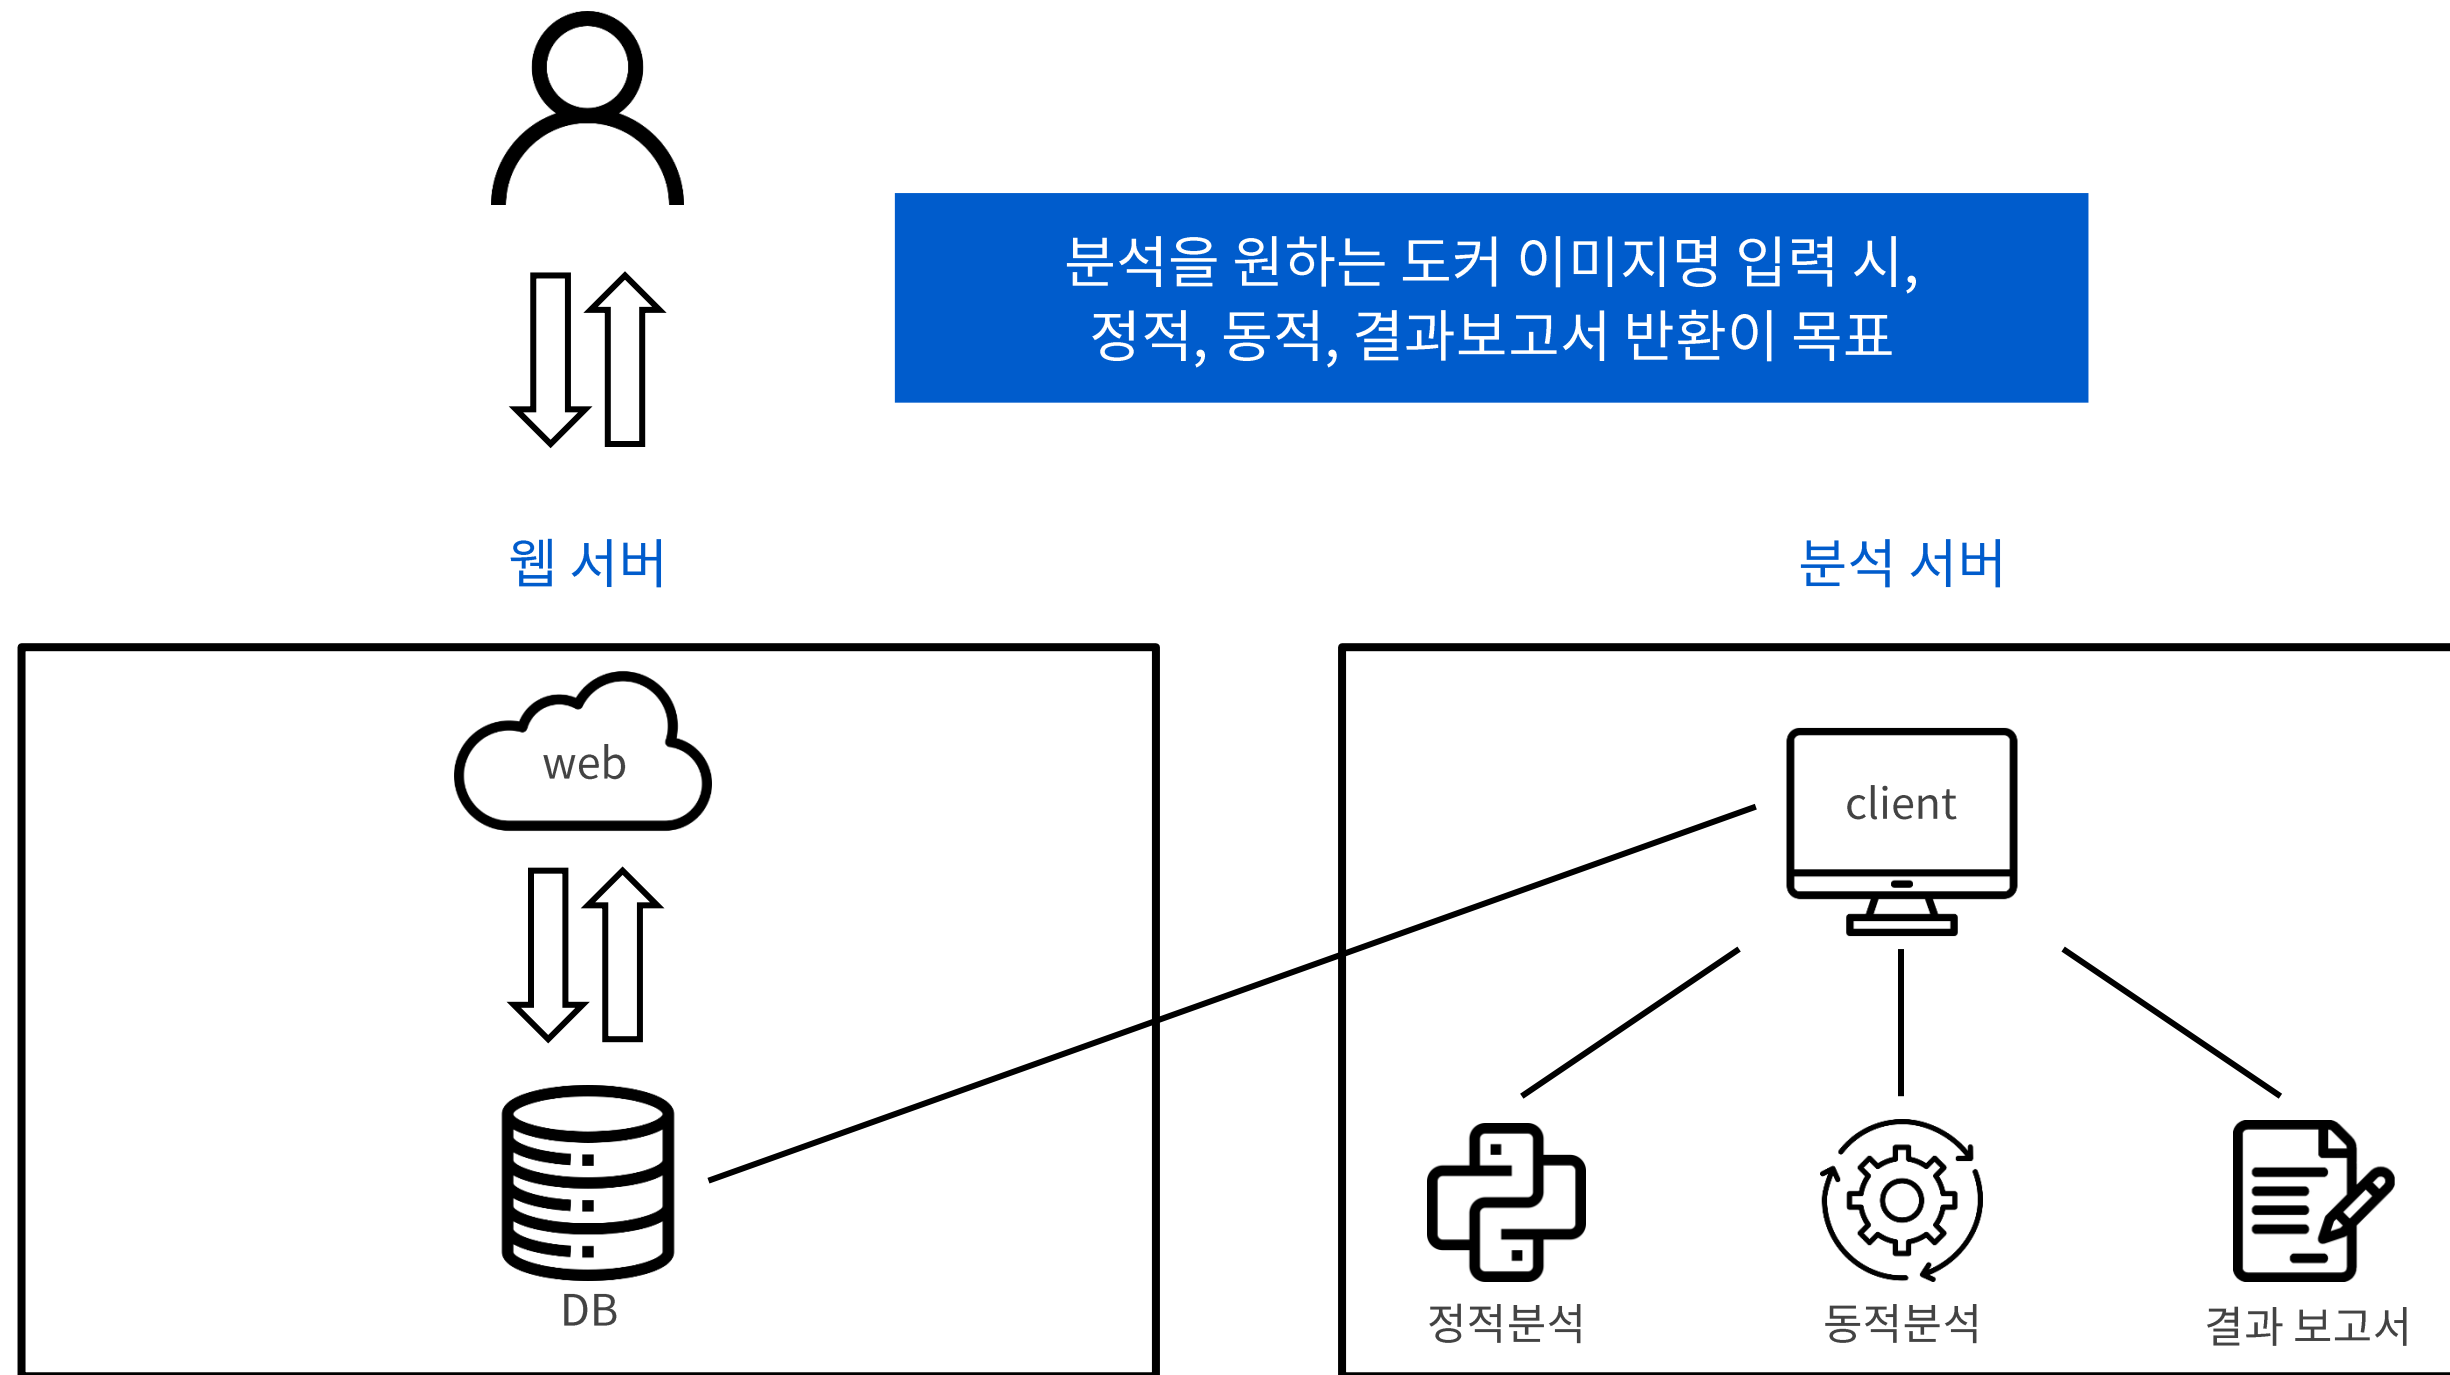 분석을 원하는 도커 이미지명 입력 시,
정적, 동적, 결과보고서 반환이 목표
웹 서버
분석 서버
web
client
DB
정적분석
동적분석
결과 보고서